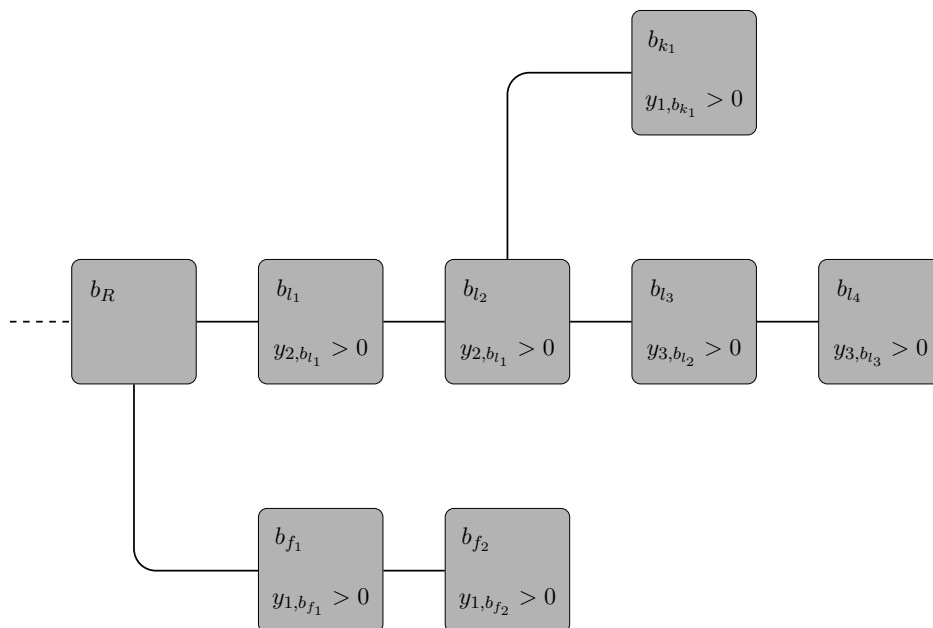 b_{k_1}
y_{1,b_{k_1}} > 0
b_R
b_{l_1}
y_{2,b_{l_1}} > 0
b_{l_2}
y_{2,b_{l_1}} > 0
b_{l_3}
y_{3,b_{l_2}} > 0
b_{l_4}
y_{3,b_{l_3}} > 0
b_{f_1}
y_{1,b_{f_1}} > 0
b_{f_2}
y_{1,b_{f_2}} > 0